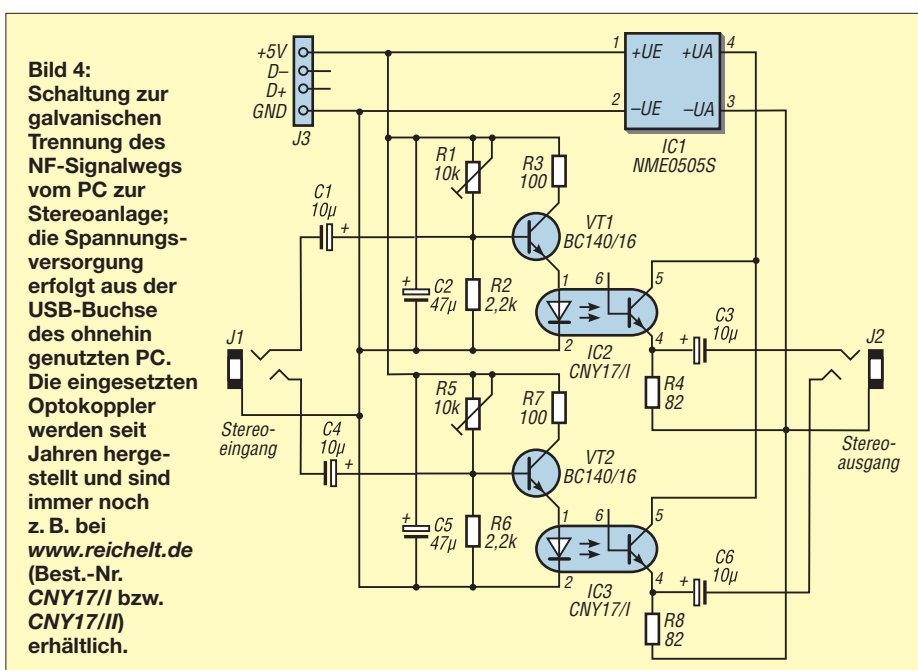 Bild 4:
Schaltung zur
galvanischen
Trennung des
NF-Signalwegs
vom PC zur
Stereoanlage;
die Spannungs-
versorgung
erfolgt aus der
USB-Buchse
des ohnehin
genutzten PC.
Die eingesetzten
Optokoppler
werden seit
Jahren herge-
stellt und sind
immer noch
z. B. bei
www.reichelt.de
(Best.-Nr.
CNY17/I bzw.
CNY17/II)
erhältlich.
+5V
D–
D+
GND
J3
1
+UE
+UA
4
2
–UE
–UA
3
IC1
NME0505S
R1
10k
R3
100
C1
10µ
+
VT1
BC140/16
+
C2
47µ
R2
2,2k
1
6
5
2
4
IC2
CNY17/I
+
C3
10µ
R4
82
J1
Stereo-
eingang
J2
Stereo-
ausgang
R5
10k
R7
100
C4
10µ
+
VT2
BC140/16
+
C5
47µ
R6
2,2k
1
6
5
2
4
IC3
CNY17/I
+
C6
10µ
R8
82